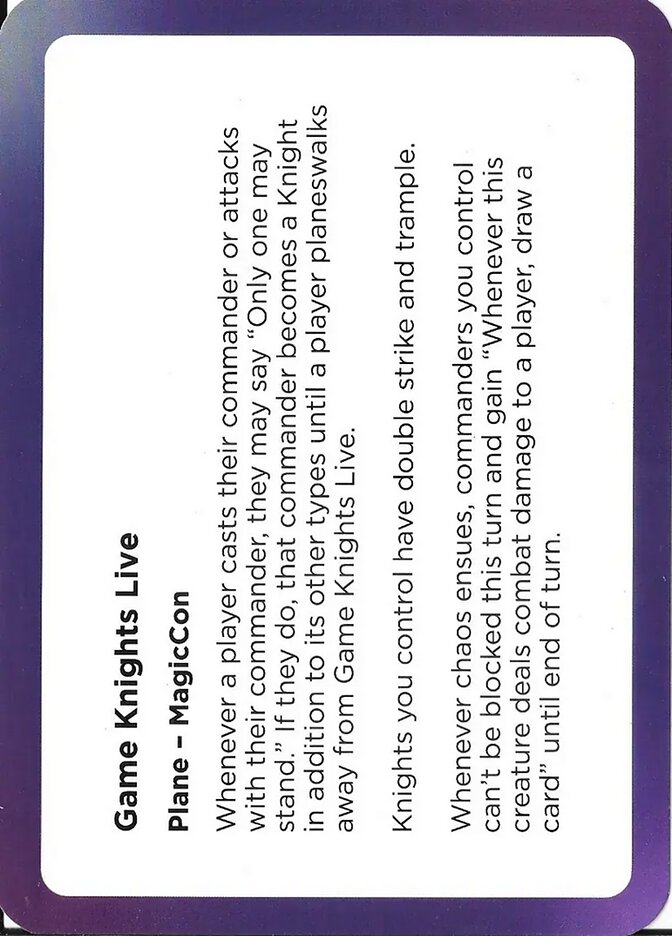 Game Knights Live
Plane – MagicCon
Whenever a player casts their commander or attacks
with their commander, they may say “Only one may
stand.” If they do, that commander becomes a Knight
in addition to its other types until a player planeswalks
away from Game Knights Live.
Knights you control have double strike and trample.
Whenever chaos ensues, commanders you control
can’t be blocked this turn and gain “Whenever this
creature deals combat damage to a player, draw a
card” until end of turn.